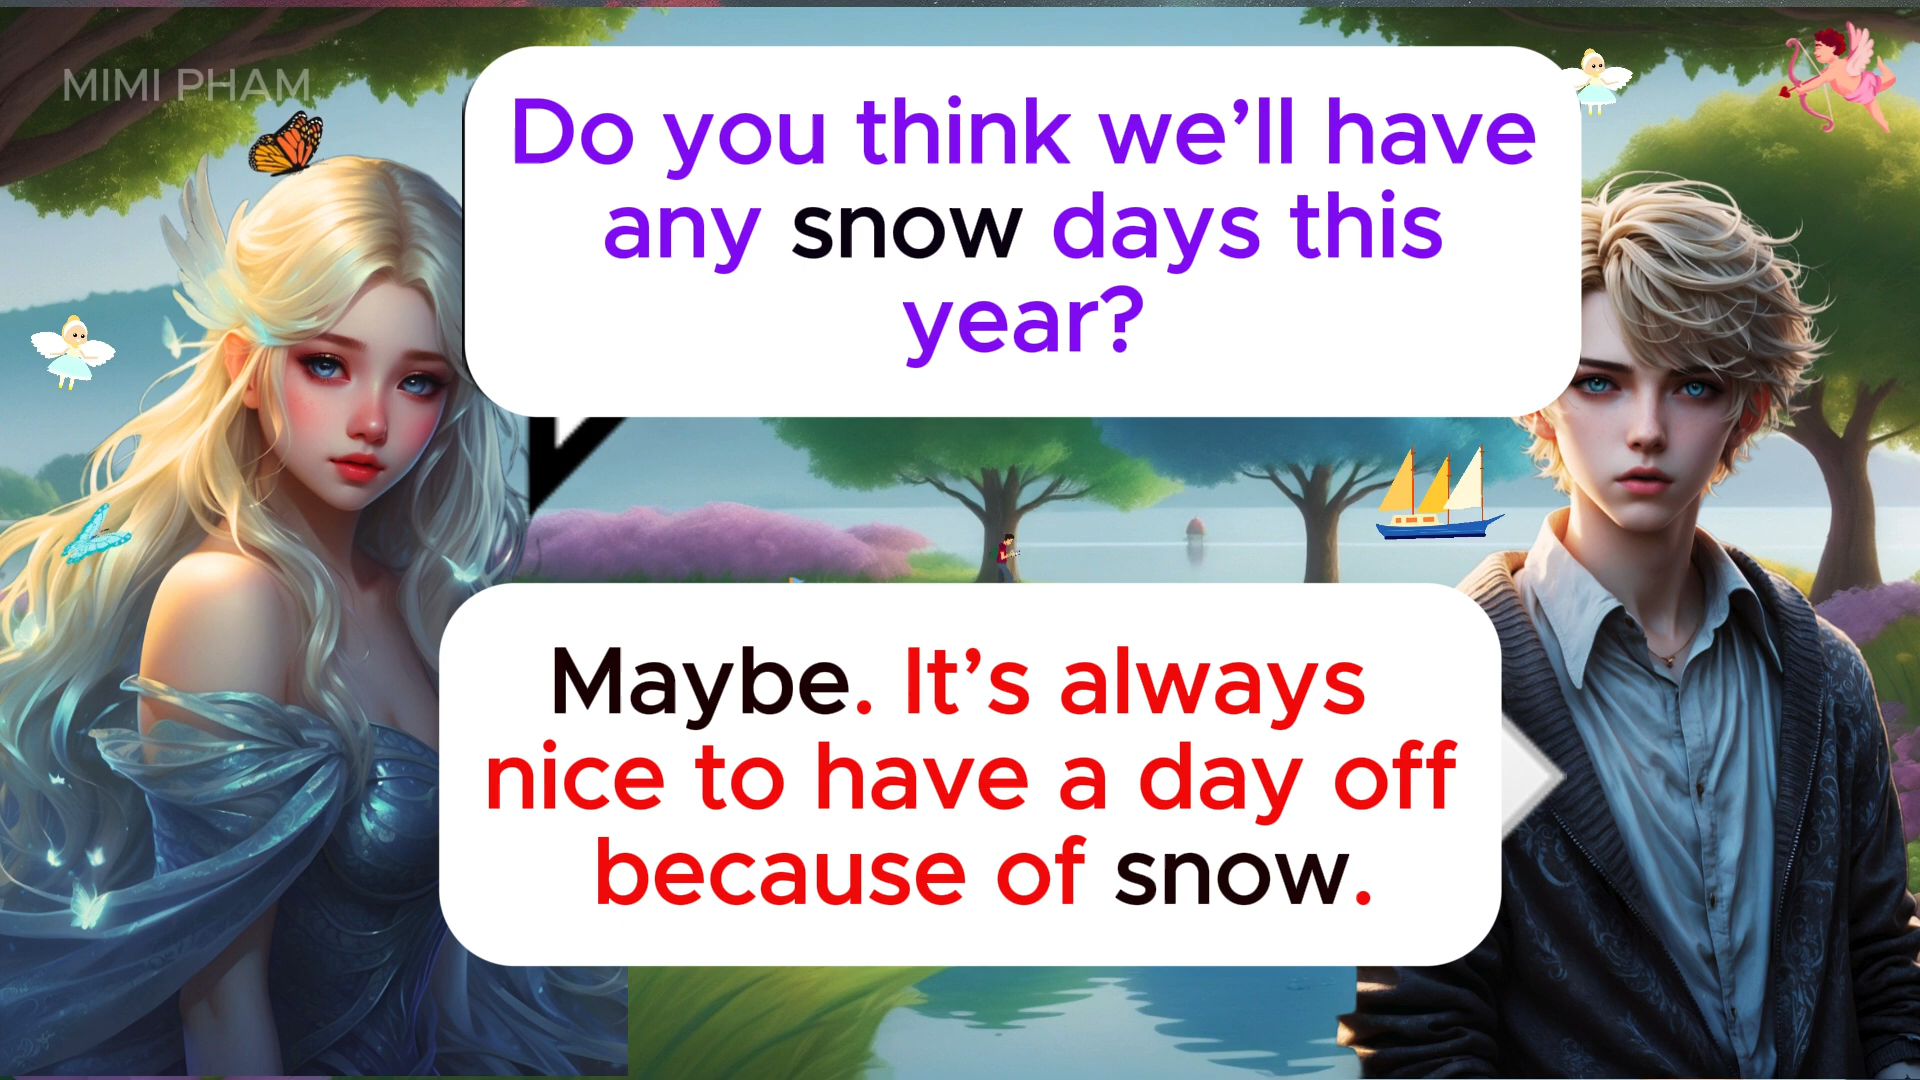 MIMI PHAM
Do you think we’ll have
any snow days this
year?
Maybe. It’s always
nice to have a day off
because of snow.